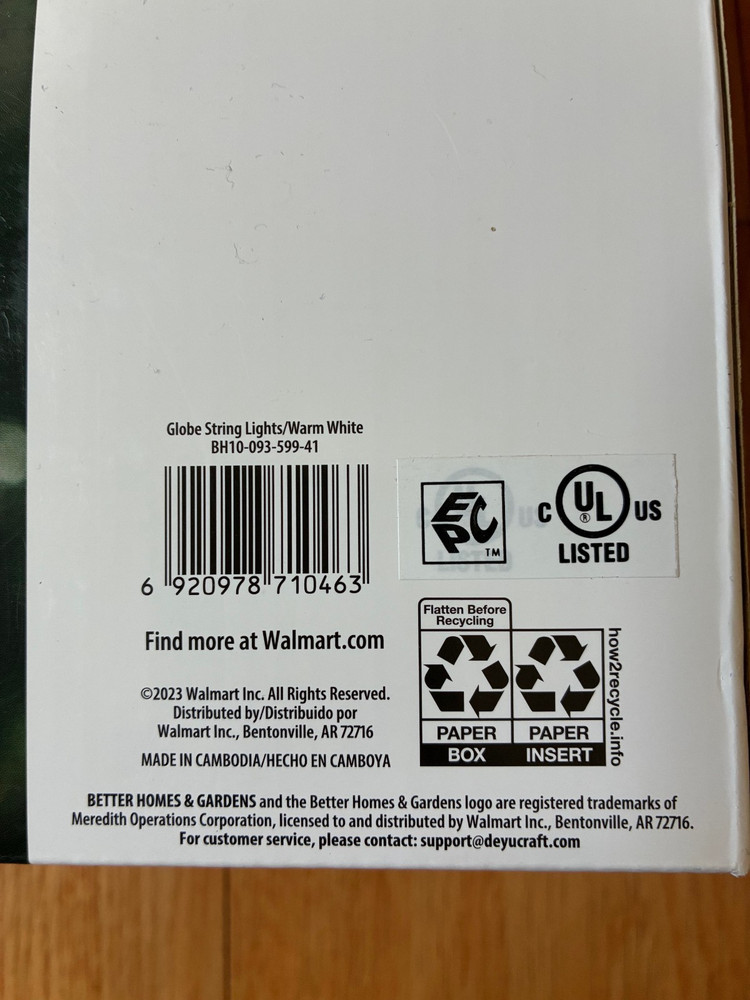 Globe String Lights/Warm White
BH10-093-599-41
6 920978 710463
EPC
TM
C UL US
®
LISTED
Find more at Walmart.com
Flatten Before
Recycling
PAPER
BOX
PAPER
INSERT
how2recycle.info
©2023 Walmart Inc. All Rights Reserved.
Distributed by/Distribuido por
Walmart Inc., Bentonville, AR 72716
MADE IN CAMBODIA/HECHO EN CAMBOYA
BETTER HOMES & GARDENS and the Better Homes & Gardens logo are registered trademarks of
Meredith Operations Corporation, licensed to and distributed by Walmart Inc., Bentonville, AR 72716.
For customer service, please contact: support@deyucraft.com